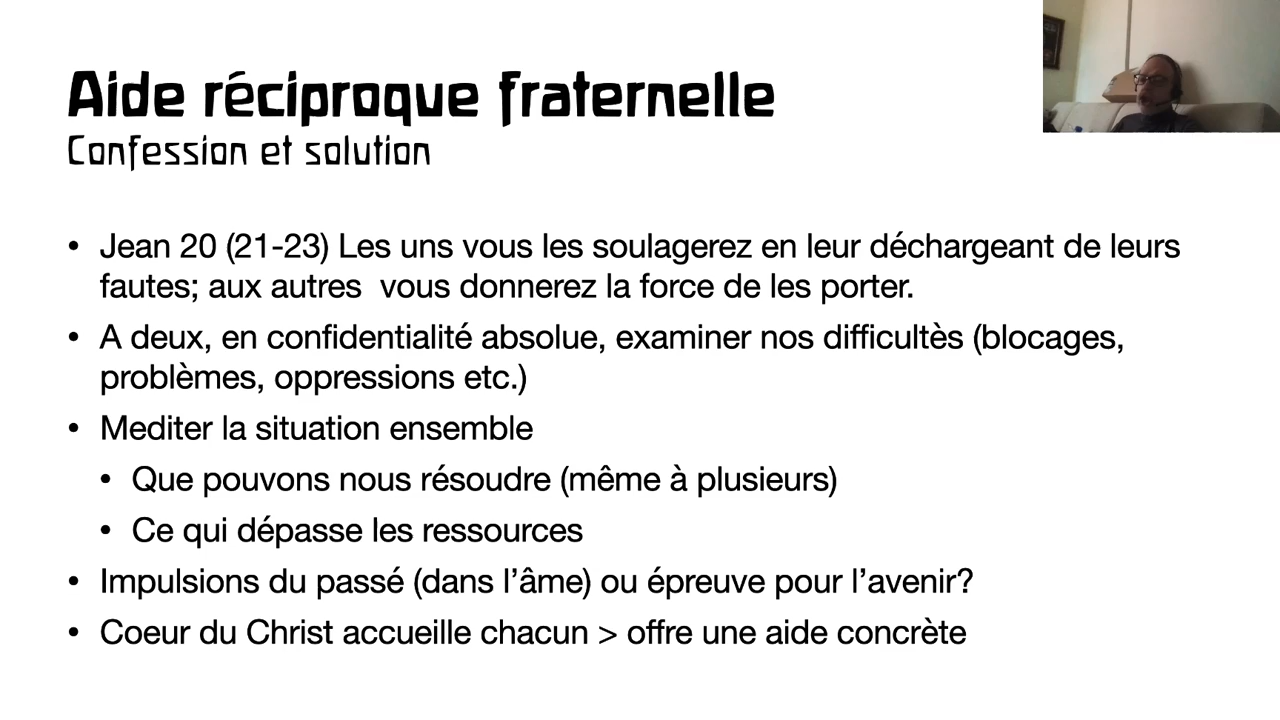 Aide réciproque fraternelle
Confession et solution
• Jean 20 (21-23) Les uns vous les soulagerez en leur déchargeant de leurs
fautes; aux autres  vous donnerez la force de les porter.
• A deux, en confidentialité absolue, examiner nos difficultès (blocages,
problèmes, oppressions etc.)
• Mediter la situation ensemble
• Que pouvons nous résoudre (même à plusieurs)
• Ce qui dépasse les ressources
• Impulsions du passé (dans l’âme) ou épreuve pour l’avenir?
• Coeur du Christ accueille chacun > offre une aide concrète